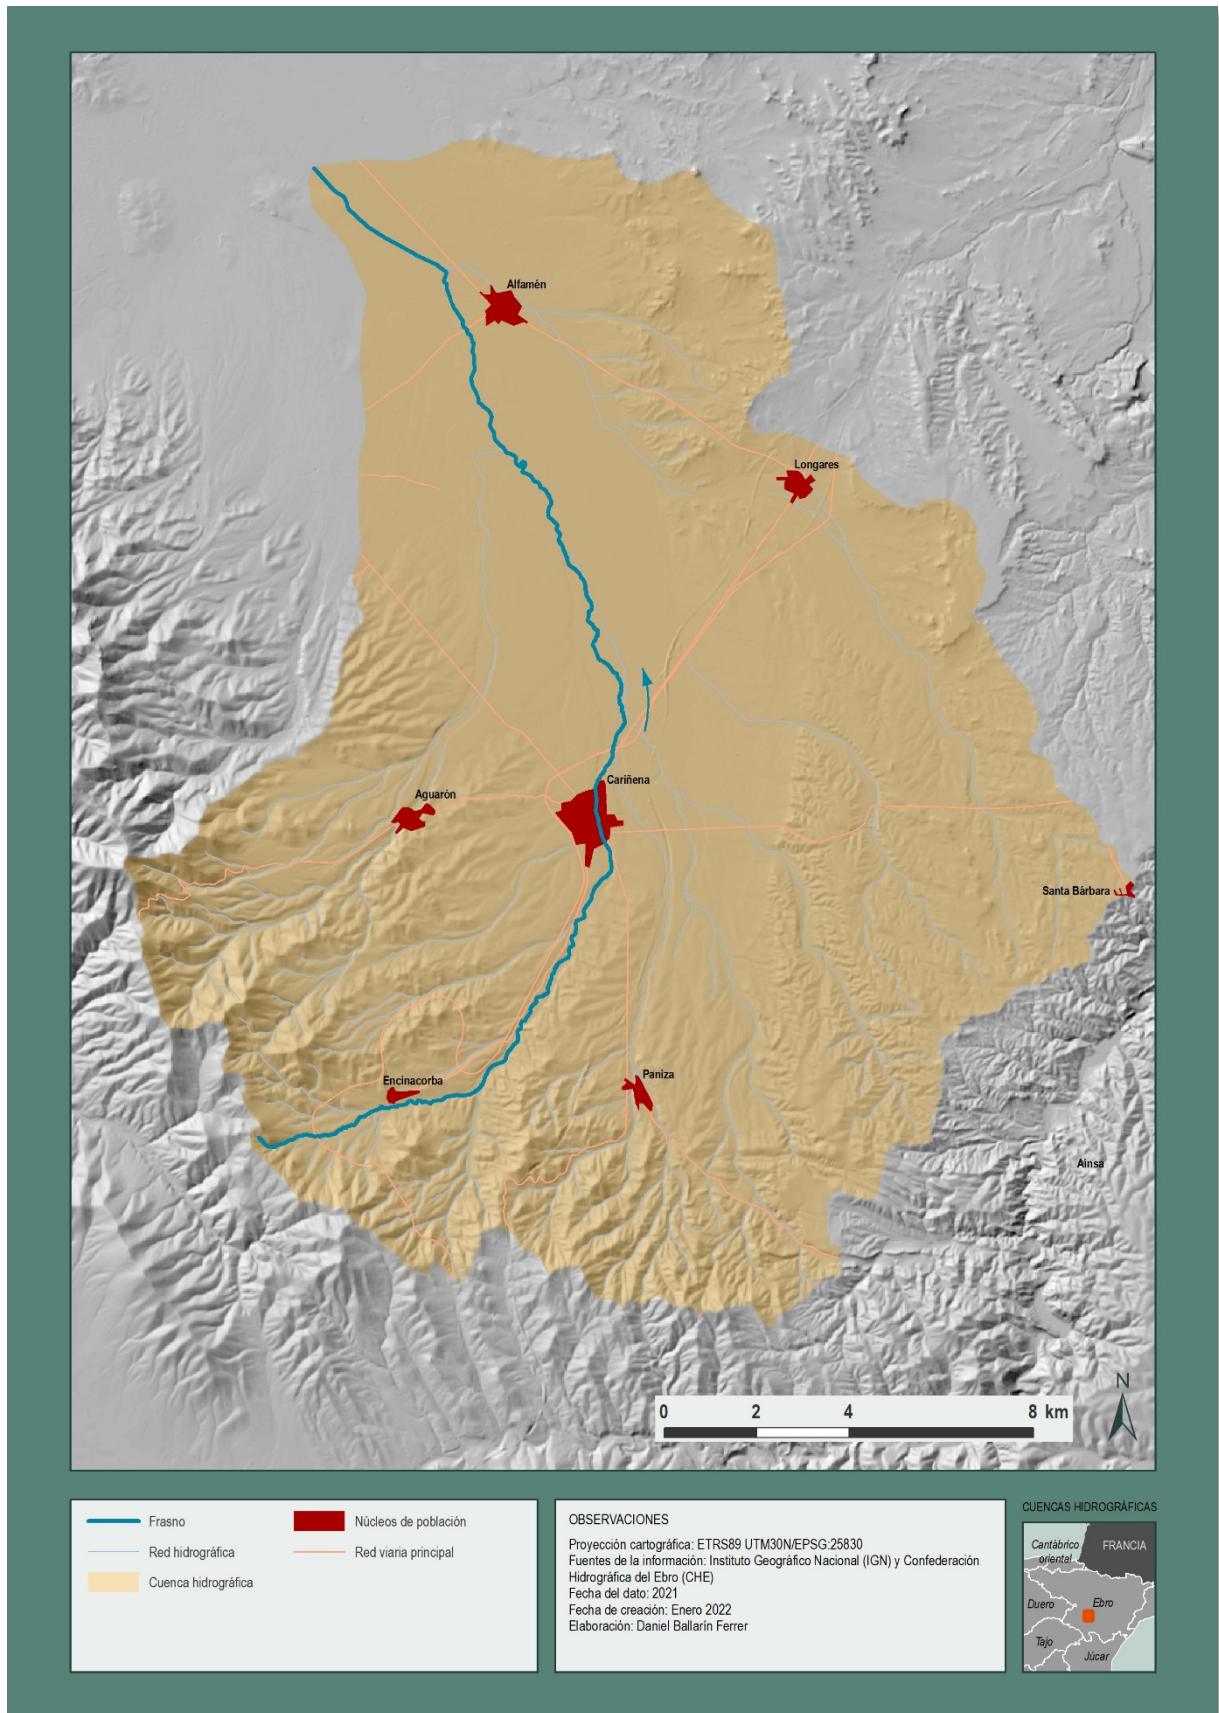 Alfamén
Longares
Cariñena
Aguarón
Santa Bárbara
Encinacorba
Paniza
Ainsa
N
0 2 4 8 km
Frasno
Núcleos de población
Red hidrográfica
Red viaria principal
Cuenca hidrográfica
OBSERVACIONES
Proyección cartográfica: ETRS89 UTM30N/EPSG:25830
Fuentes de la información: Instituto Geográfico Nacional (IGN) y Confederación
Hidrográfica del Ebro (CHE)
Fecha del dato: 2021
Fecha de creación: Enero 2022
Elaboración: Daniel Ballarín Ferrer
CUENCAS HIDROGRÁFICAS
Cantábrico
oriental
FRANCIA
Duero
Ebro
Tajo
Júcar